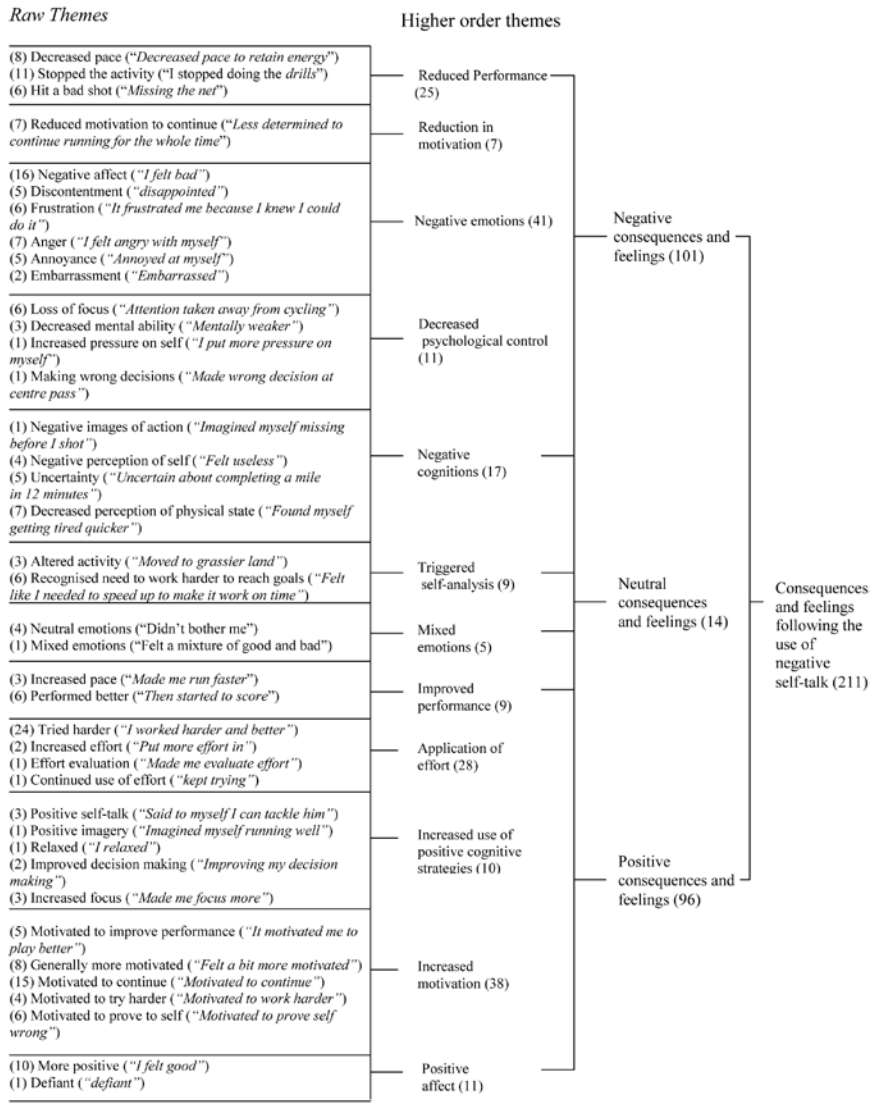 Raw Themes
Higher order themes
(8) Decreased pace (“Decreased pace to retain energy”)
(11) Stopped the activity (“I stopped doing the drills”)
(6) Hit a bad shot (“Missing the net”)
Reduced Performance
(25)
(7) Reduced motivation to continue (“Less determined to
continue running for the whole time”)
Reduction in
motivation (7)
(16) Negative affect (“I felt bad”)
(5) Discontentment (“disappointed”)
(6) Frustration (“It frustrated me because I knew I could
do it”)
(7) Anger (“I felt angry with myself”)
(5) Annoyance (“Annoyed at myself”)
(2) Embarrassment (“Embarrassed”)
Negative emotions (41)
Negative
consequences and
feelings (101)
(6) Loss of focus (“Attention taken away from cycling”)
(3) Decreased mental ability (“Mentally weaker”)
(1) Increased pressure on self (“I put more pressure on
myself”)
(1) Making wrong decisions (“Made wrong decision at
centre pass”)
Decreased
psychological control
(11)
(1) Negative images of action (“Imagined myself missing
before I shot”)
(4) Negative perception of self (“Felt useless”)
(5) Uncertainty (“Uncertain about completing a mile
in 12 minutes”)
(7) Decreased perception of physical state (“Found myself
getting tired quicker”)
Negative
cognitions (17)
(3) Altered activity (“Moved to grassier land”)
(6) Recognised need to work harder to reach goals (“Felt
like I needed to speed up to make it work on time”)
Triggered
self-analysis (9)
Neutral
consequences
and feelings (14)
Consequences
and feelings
following the
use of
negative
self-talk (211)
(4) Neutral emotions (“Didn’t bother me”)
(1) Mixed emotions (“Felt a mixture of good and bad”)
Mixed
emotions (5)
(3) Increased pace (“Made me run faster”)
(6) Performed better (“Then started to score”)
Improved
performance (9)
(24) Tried harder (“I worked harder and better”)
(2) Increased effort (“Put more effort in”)
(1) Effort evaluation (“Made me evaluate effort”)
(1) Continued use of effort (“kept trying”)
Application of
effort (28)
(3) Positive self-talk (“Said to myself I can tackle him”)
(1) Positive imagery (“Imagined myself running well”)
(1) Relaxed (“I relaxed”)
(2) Improved decision making (“Improving my decision
making”)
(3) Increased focus (“Made me focus more”)
Increased use of
positive cognitive
strategies (10)
Positive
consequences and
feelings (96)
(5) Motivated to improve performance (“It motivated me to
play better”)
(8) Generally more motivated (“Felt a bit more motivated”)
(15) Motivated to continue (“Motivated to continue”)
(4) Motivated to try harder (“Motivated to work harder”)
(6) Motivated to prove to self (“Motivated to prove self
wrong”)
Increased
motivation (38)
(10) More positive (“I felt good”)
(1) Defiant (“defiant”)
Positive
affect (11)